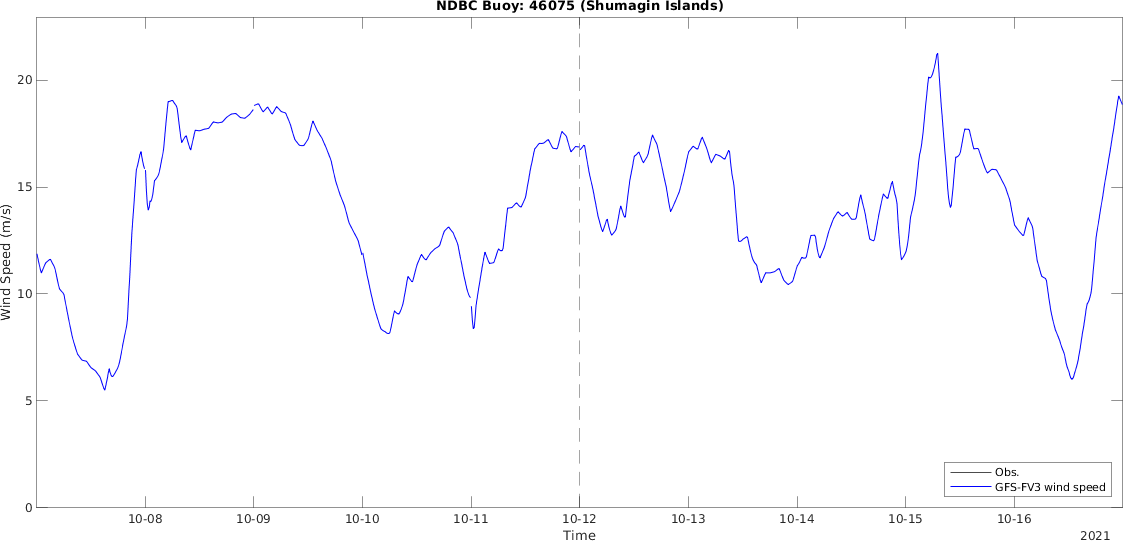 NDBC Buoy: 46075 (Shumagin Islands)
20
15
10
5
0
Wind Speed (m/s)
10-08 10-09 10-10 10-11 10-12 10-13 10-14 10-15 10-16
Time
2021
Obs.
GFS-FV3 wind speed